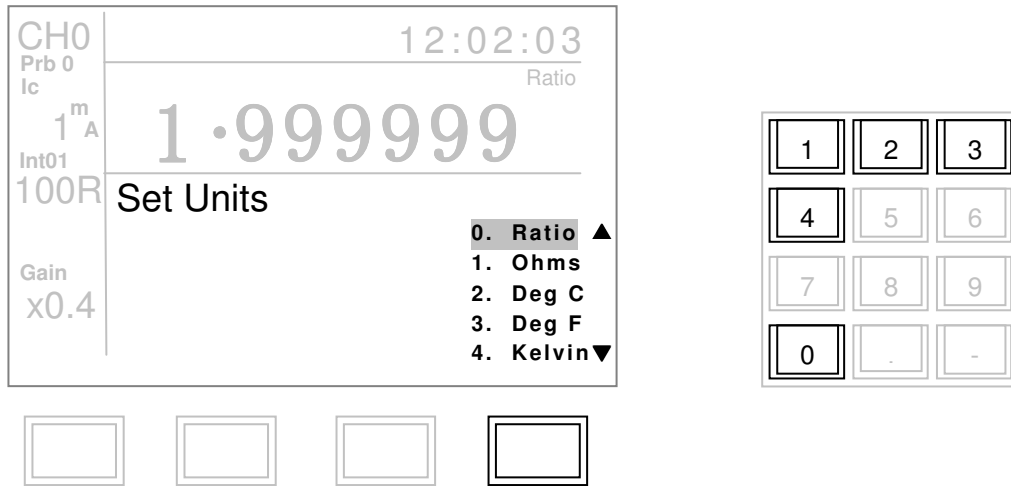 CH0 12:02:03
Prb 0
Ic
Ratio
1 m A
1.999999
Int01
100R
Set Units
0. Ratio ▲
1. Ohms
Gain
2. Deg C
x0.4
3. Deg F
4. Kelvin▼
1 2 3
4 5 6
7 8 9
0 . -